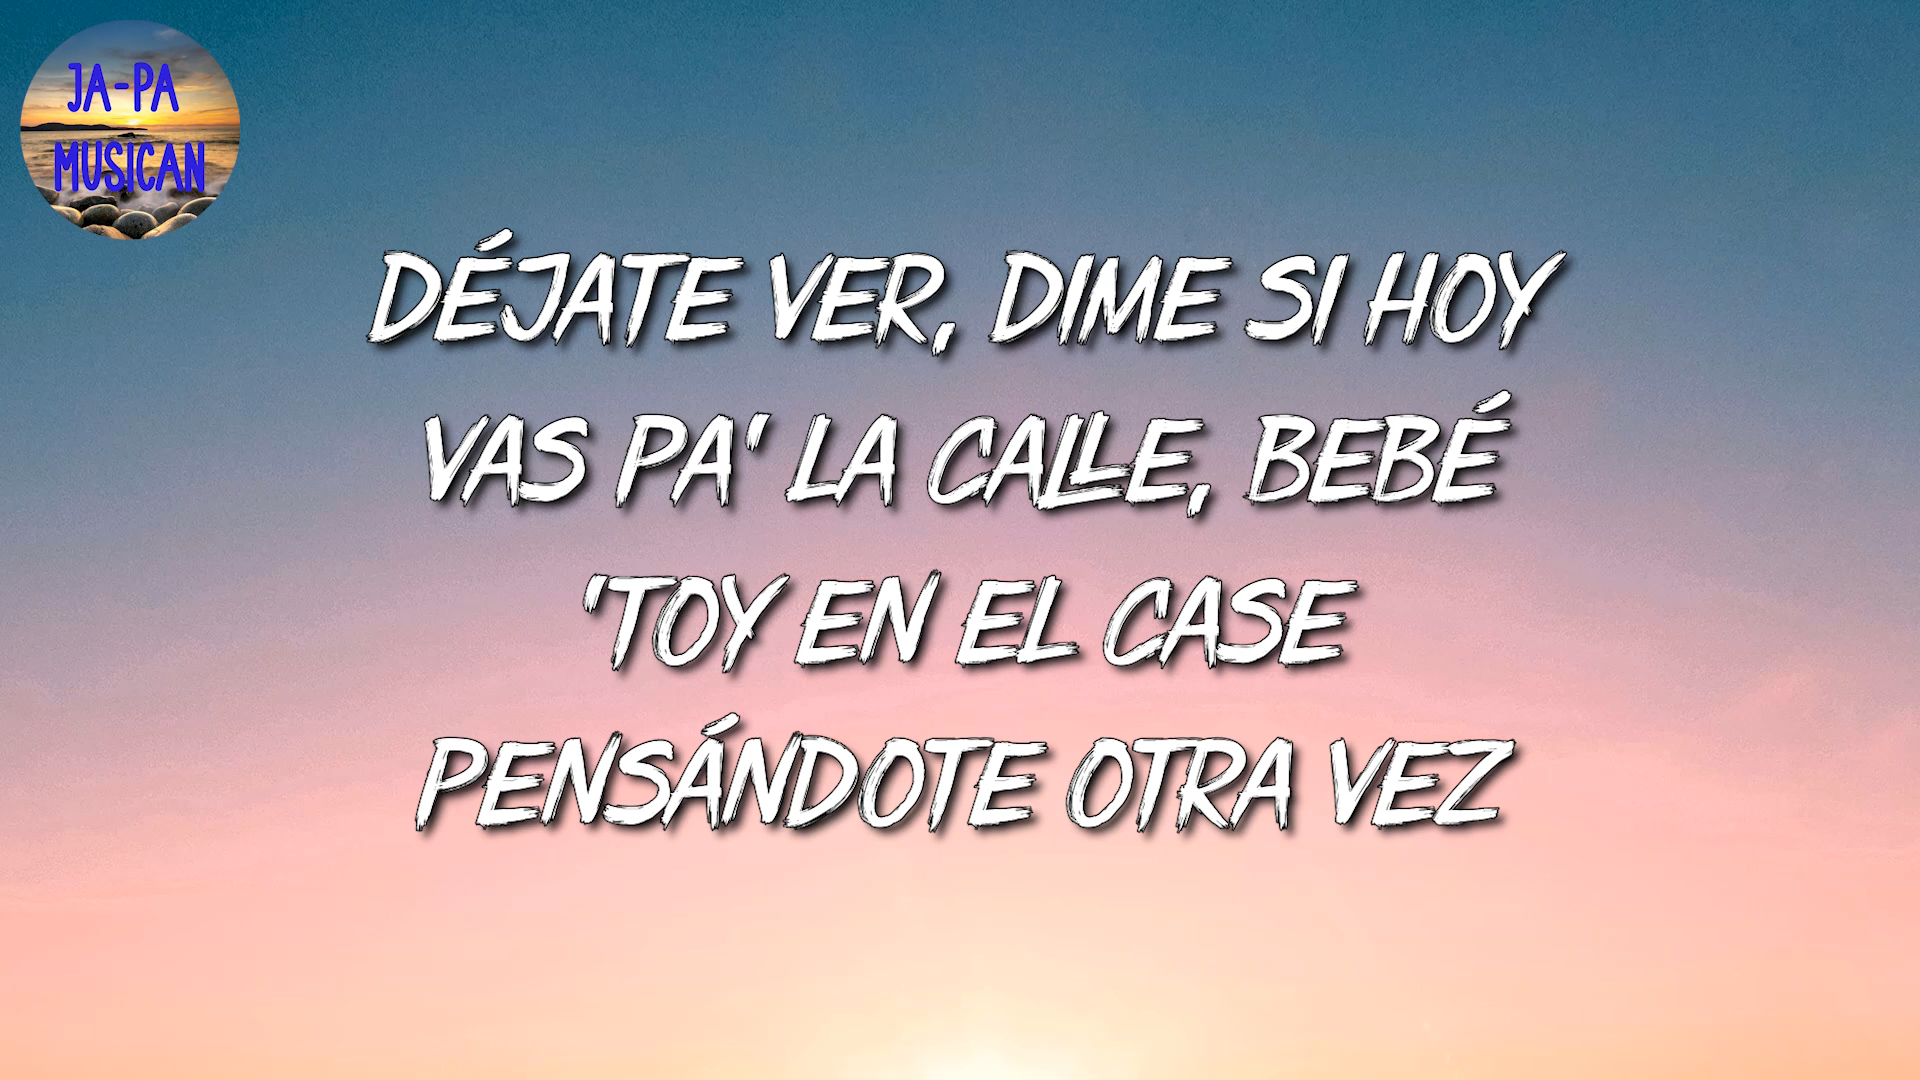 JA-PA
MUSICAN
DÉJATE VER, DIME SI HOY
VAS PA' LA CALLE, BEBÉ
'TOY EN EL CASE
PENSÁNDOTE OTRA VEZ